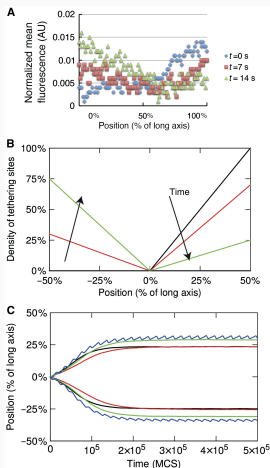 A
Normalized mean
fluorescence (AU)
0.02
0.015
0.01
0.005
0
0%
50%
100%
Position (% of long axis)
t=0 s
t=7 s
t=14 s
B
Density of tethering sites
100%
75%
50%
25%
0%
Time
−50%
−25%
0%
25%
50%
Position (% of long axis)
C
Position (% of long axis)
50%
25%
0%
−25%
−50%
0
1×10⁵
2×10⁵
3×10⁵
4×10⁵
5×10⁵
Time (MCS)